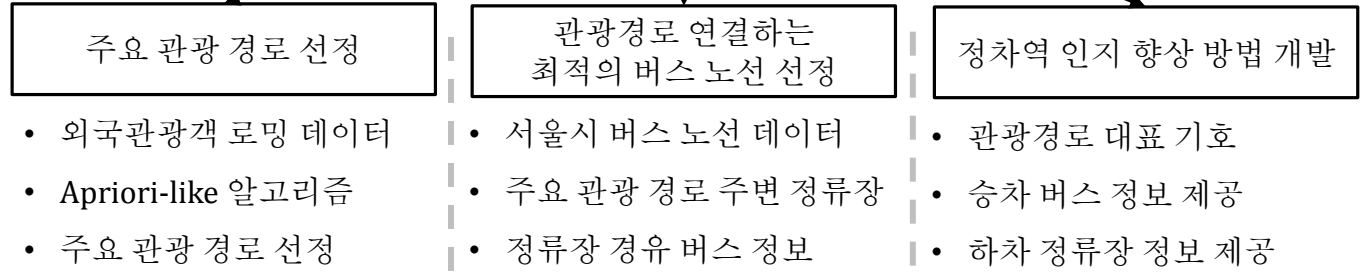 주요 관광 경로 선정
• 외국관광객 로밍 데이터
• Apriori-like 알고리즘
• 주요 관광 경로 선정
관광경로 연결하는
최적의 버스 노선 선정
• 서울시 버스 노선 데이터
• 주요 관광 경로 주변 정류장
• 정류장 경유 버스 정보
정차역 인지 향상 방법 개발
• 관광경로 대표 기호
• 승차 버스 정보 제공
• 하차 정류장 정보 제공